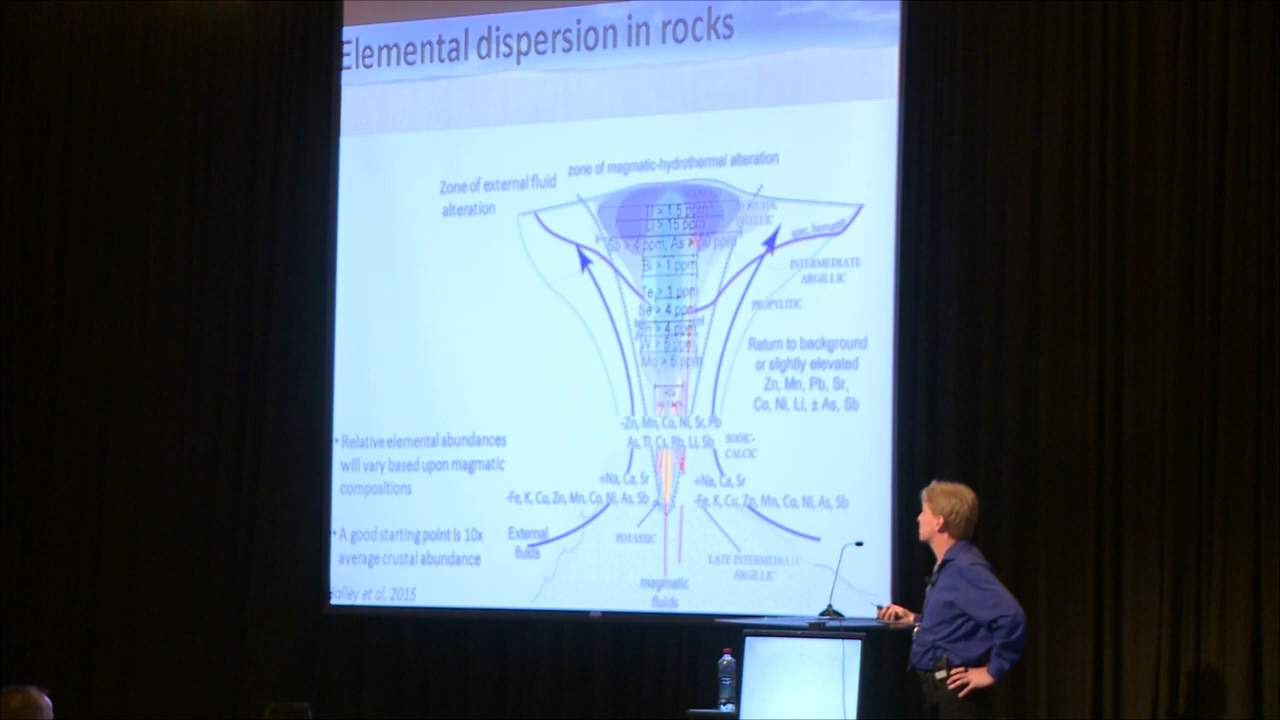 Elemental dispersion in rocks
zone of magmatic-hydrothermal alteration
Zone of external fluid
alteration
Tl > 1.5 ppm
Li > 15 ppm
Sb > 4 ppm; As > 50 ppm
Bi > 1 ppm
Te > 1 ppm
Se > 4 ppm
Sn > 4 ppm
W > 5 ppm
Mo > 5 ppm
INTERMEDIATE
ARGILLIC
PROPYLITIC
Return to background
or slightly elevated
Zn, Mn, Pb, Sr,
Co, Ni, Li, ± As, Sb
-Zn, Mn, Co, Ni, Sr, Pb
As, Tl, Cs, Rb, Li, Sb
SODIC-
CALCIC
+Na, Ca, Sr
-Fe, K, Cu, Zn, Mn, Co, Ni, As, Sb
+Na, Ca, Sr
-Fe, K, Cu, Zn, Mn, Co, Ni, As, Sb
• Relative elemental abundances
will vary based upon magmatic
compositions
• A good starting point is 10x
average crustal abundance
External
fluids
POTASSIC
LATE INTERMEDIATE
ARGILLIC
magmatic
fluids
alley et al. 2015